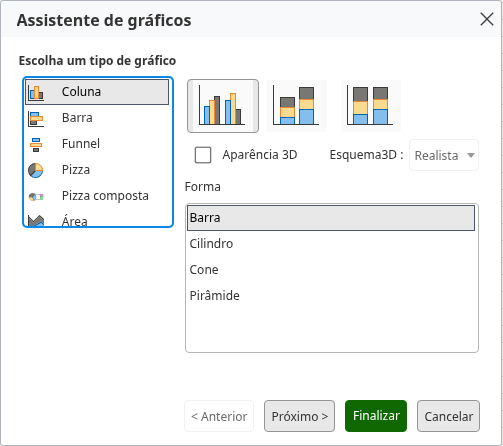 Assistente de gráficos
Escolha um tipo de gráfico
Coluna
Barra
Funnel
Pizza
Pizza composta
Área
Aparência 3D
Esquema3D :
Realista
Forma
Barra
Cilindro
Cone
Pirâmide
< Anterior
Próximo >
Finalizar
Cancelar